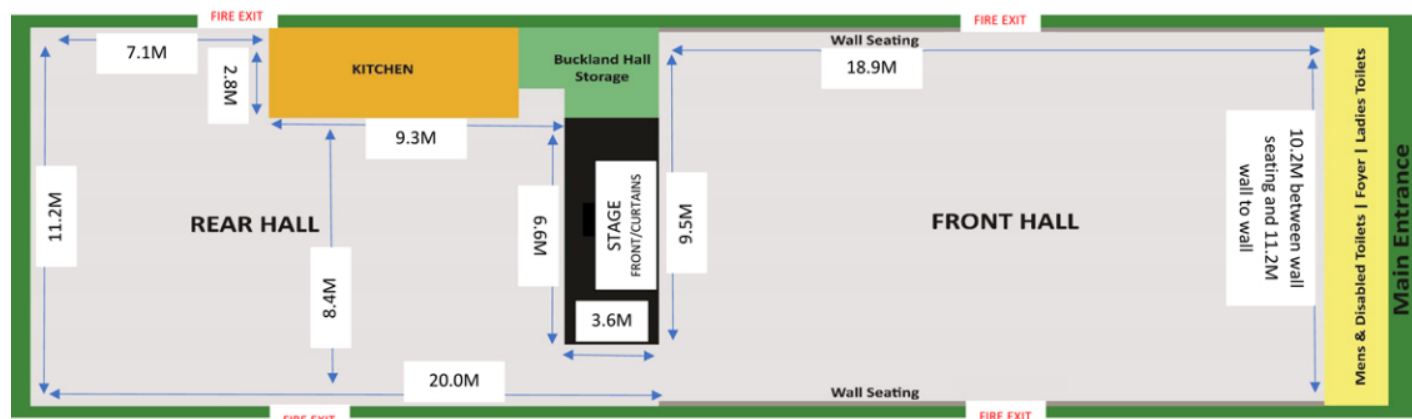 FIRE EXIT
FIRE EXIT
7.1M
2.8M
KITCHEN
Buckland Hall
Storage
Wall Seating
18.9M
9.3M
11.2M
REAR HALL
8.4M
6.6M
STAGE
FRONT/CURTAINS
9.5M
FRONT HALL
10.2M between wall
seating and 11.2M
wall to wall
Mens & Disabled Toilets | Foyer | Ladies Toilets
Main Entrance
3.6M
20.0M
Wall Seating
FIRE EXIT
FIRE EXIT